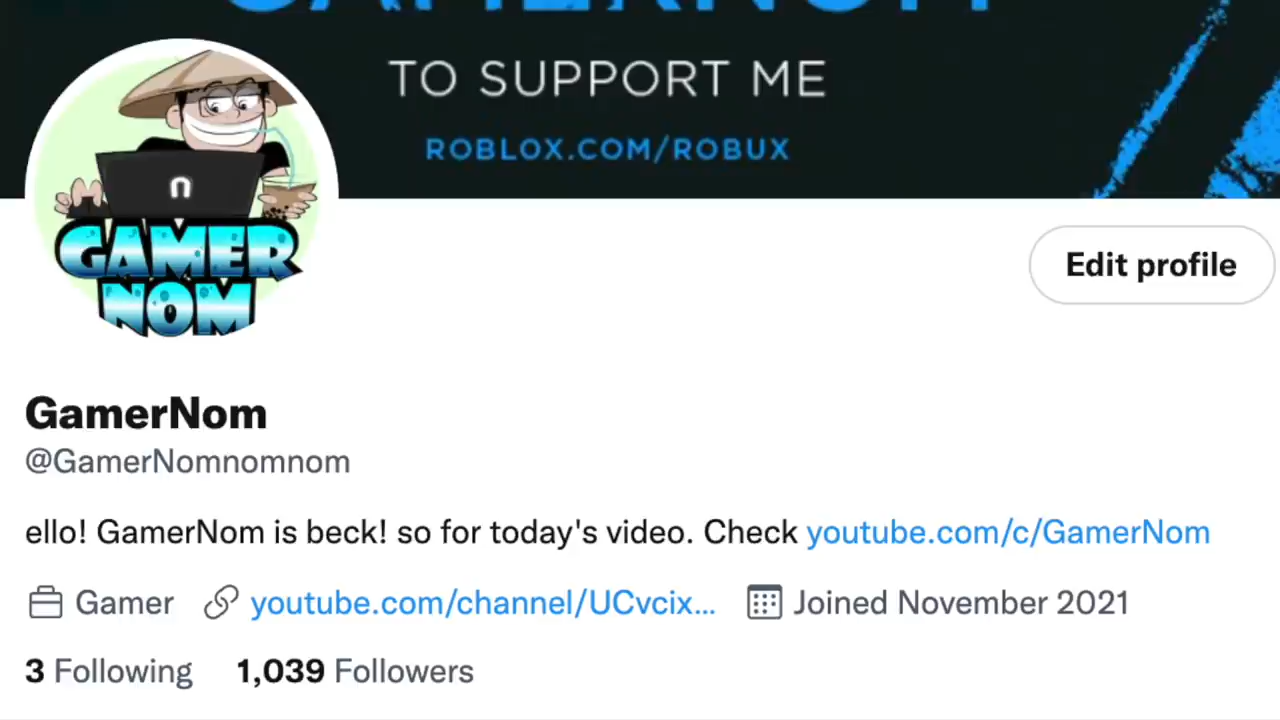 GAMERNOM
TO SUPPORT ME
ROBLOX.COM/ROBUX
n
GAMER
NOM
Edit profile
GamerNom
@GamerNomnomnom
ello! GamerNom is beck! so for today's video. Check youtube.com/c/GamerNom
Gamer youtube.com/channel/UCvcix... Joined November 2021
3 Following 1,039 Followers